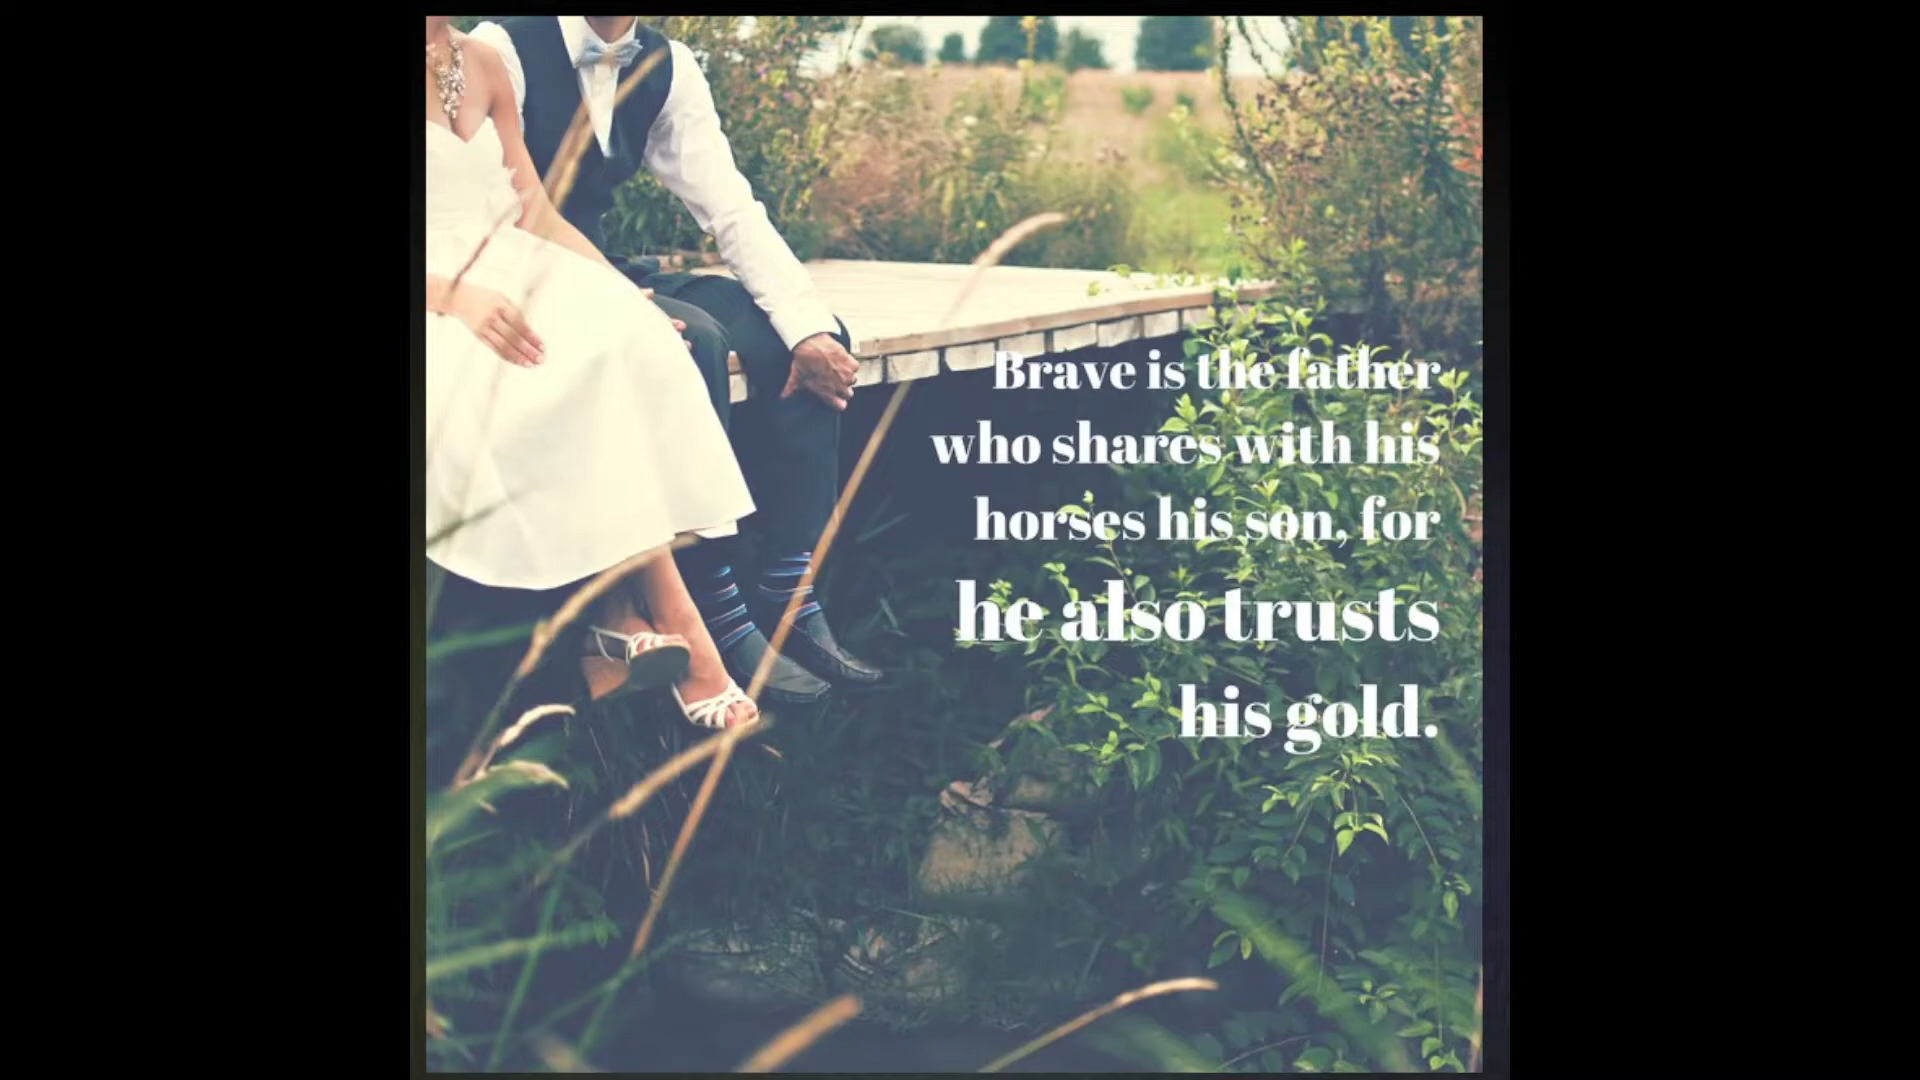 Brave is the father
who shares with his
horses his son, for
he also trusts
his gold.